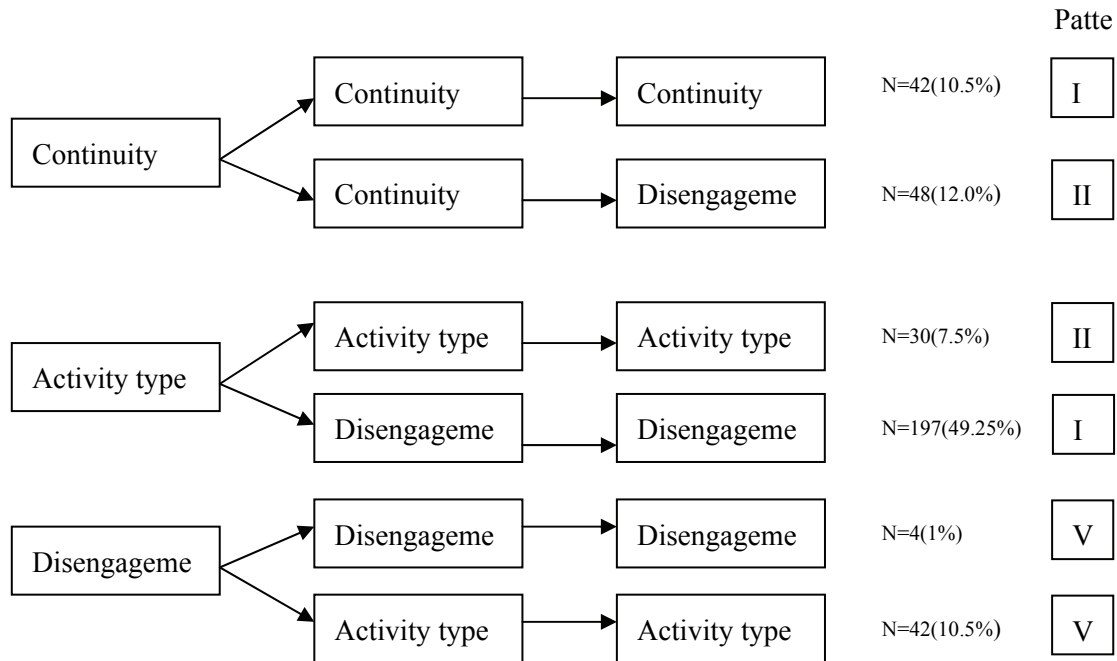 Patte
Continuity
Continuity
Continuity
N=42(10.5%)
I
Continuity
Disengageme
N=48(12.0%)
II
Activity type
Activity type
Activity type
N=30(7.5%)
II
Disengageme
Disengageme
N=197(49.25%)
I
Disengageme
Disengageme
Disengageme
N=4(1%)
V
Activity type
Activity type
N=42(10.5%)
V